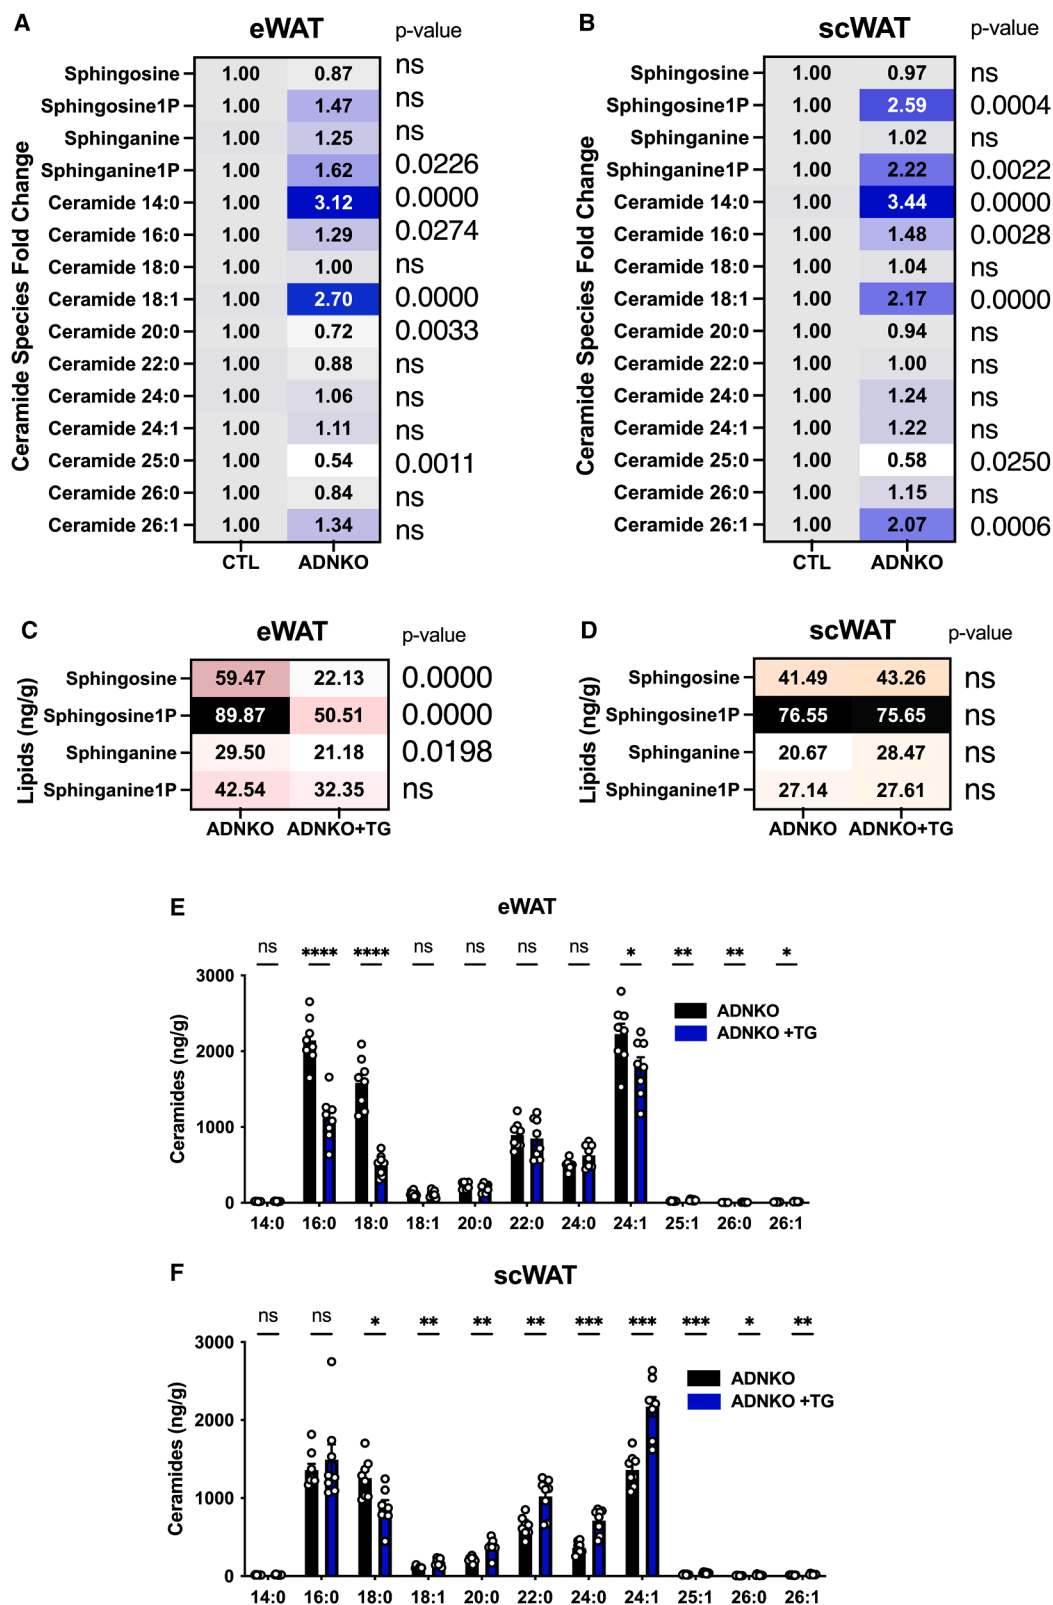 A eWAT p-value
Ceramide Species Fold Change
Sphingosine 1.00 0.87 ns
Sphingosine1P 1.00 1.47 ns
Sphinganine 1.00 1.25 ns
Sphinganine1P 1.00 1.62 0.0226
Ceramide 14:0 1.00 3.12 0.0000
Ceramide 16:0 1.00 1.29 0.0274
Ceramide 18:0 1.00 1.00 ns
Ceramide 18:1 1.00 2.70 0.0000
Ceramide 20:0 1.00 0.72 0.0033
Ceramide 22:0 1.00 0.88 ns
Ceramide 24:0 1.00 1.06 ns
Ceramide 24:1 1.00 1.11 ns
Ceramide 25:0 1.00 0.54 0.0011
Ceramide 26:0 1.00 0.84 ns
Ceramide 26:1 1.00 1.34 ns
CTL ADNKO
B scWAT p-value
Ceramide Species Fold Change
Sphingosine 1.00 0.97 ns
Sphingosine1P 1.00 2.59 0.0004
Sphinganine 1.00 1.02 ns
Sphinganine1P 1.00 2.22 0.0022
Ceramide 14:0 1.00 3.44 0.0000
Ceramide 16:0 1.00 1.48 0.0028
Ceramide 18:0 1.00 1.04 ns
Ceramide 18:1 1.00 2.17 0.0000
Ceramide 20:0 1.00 0.94 ns
Ceramide 22:0 1.00 1.00 ns
Ceramide 24:0 1.00 1.24 ns
Ceramide 24:1 1.00 1.22 ns
Ceramide 25:0 1.00 0.58 0.0250
Ceramide 26:0 1.00 1.15 ns
Ceramide 26:1 1.00 2.07 0.0006
CTL ADNKO
C eWAT p-value
Lipids (ng/g)
Sphingosine 59.47 22.13 0.0000
Sphingosine1P 89.87 50.51 0.0000
Sphinganine 29.50 21.18 0.0198
Sphinganine1P 42.54 32.35 ns
ADNKO ADNKO+TG
D scWAT p-value
Lipids (ng/g)
Sphingosine 41.49 43.26 ns
Sphingosine1P 76.55 75.65 ns
Sphinganine 20.67 28.47 ns
Sphinganine1P 27.14 27.61 ns
ADNKO ADNKO+TG
E eWAT
ns **** **** ns ns ns ns * ** ** *
Ceramides (ng/g)
3000
2000
1000
0
ADNKO
ADNKO +TG
14:0 16:0 18:0 18:1 20:0 22:0 24:0 24:1 25:1 26:0 26:1
F scWAT
ns ns * ** ** ** *** *** *** * **
Ceramides (ng/g)
3000
2000
1000
0
ADNKO
ADNKO +TG
14:0 16:0 18:0 18:1 20:0 22:0 24:0 24:1 25:1 26:0 26:1